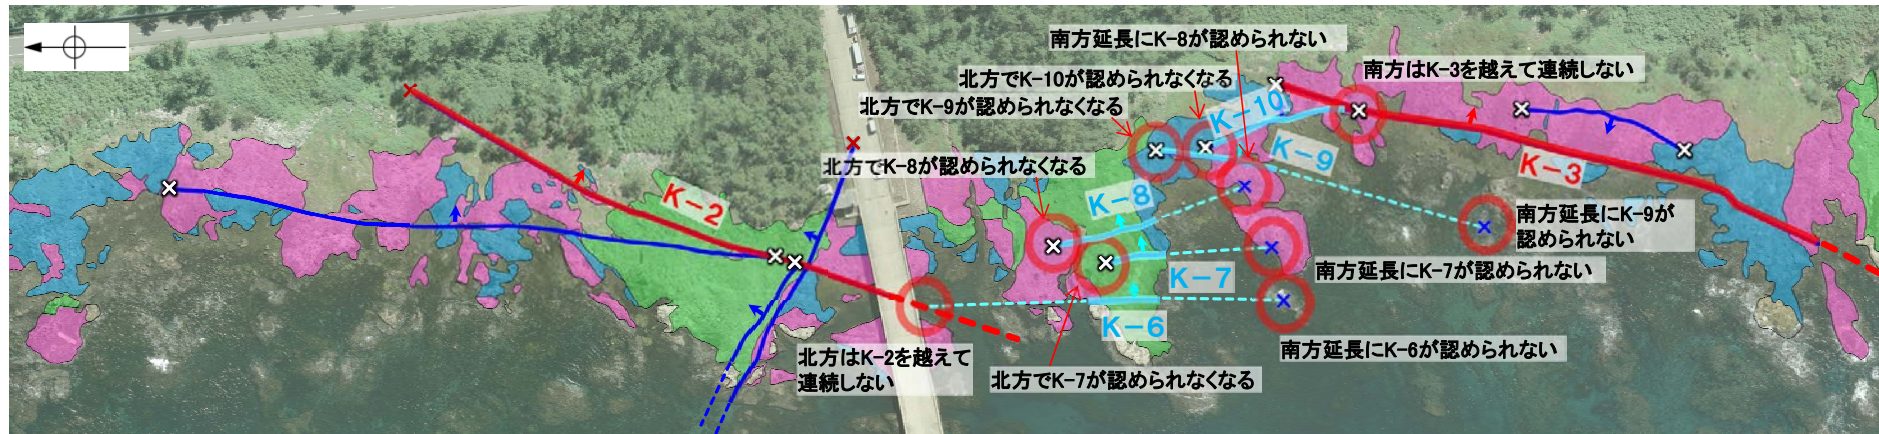 南方延長にK-8が認められない
北方でK-10が認められなくなる
南方はK-3を越えて連続しない
北方でK-9が認められなくなる
K-10
K-9
北方でK-8が認められなくなる
K-3
K-2
K-8
南方延長にK-9が
認められない
南方延長にK-7が認められない
K-7
K-6
北方はK-2を越えて
連続しない
南方延長にK-6が認められない
北方でK-7が認められなくなる